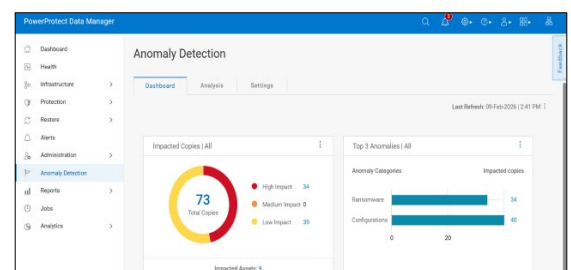 PowerProtect Data Manager
Feedback
Dashboard
Health
Infrastructure
Protection
Restore
Alerts
Administration
Anomaly Detection
Reports
Jobs
Analytics
Anomaly Detection
Dashboard Analysis Settings
Last Refresh: 09-Feb-2026 | 2:41 PM
Impacted Copies | All
73
Total Copies
High Impact 34
Medium Impact 0
Low Impact 39
Impacted Assets: 6
Top 3 Anomalies | All
Anomaly Categories Impacted copies
Ransomware 34
Configurations 40
0 20